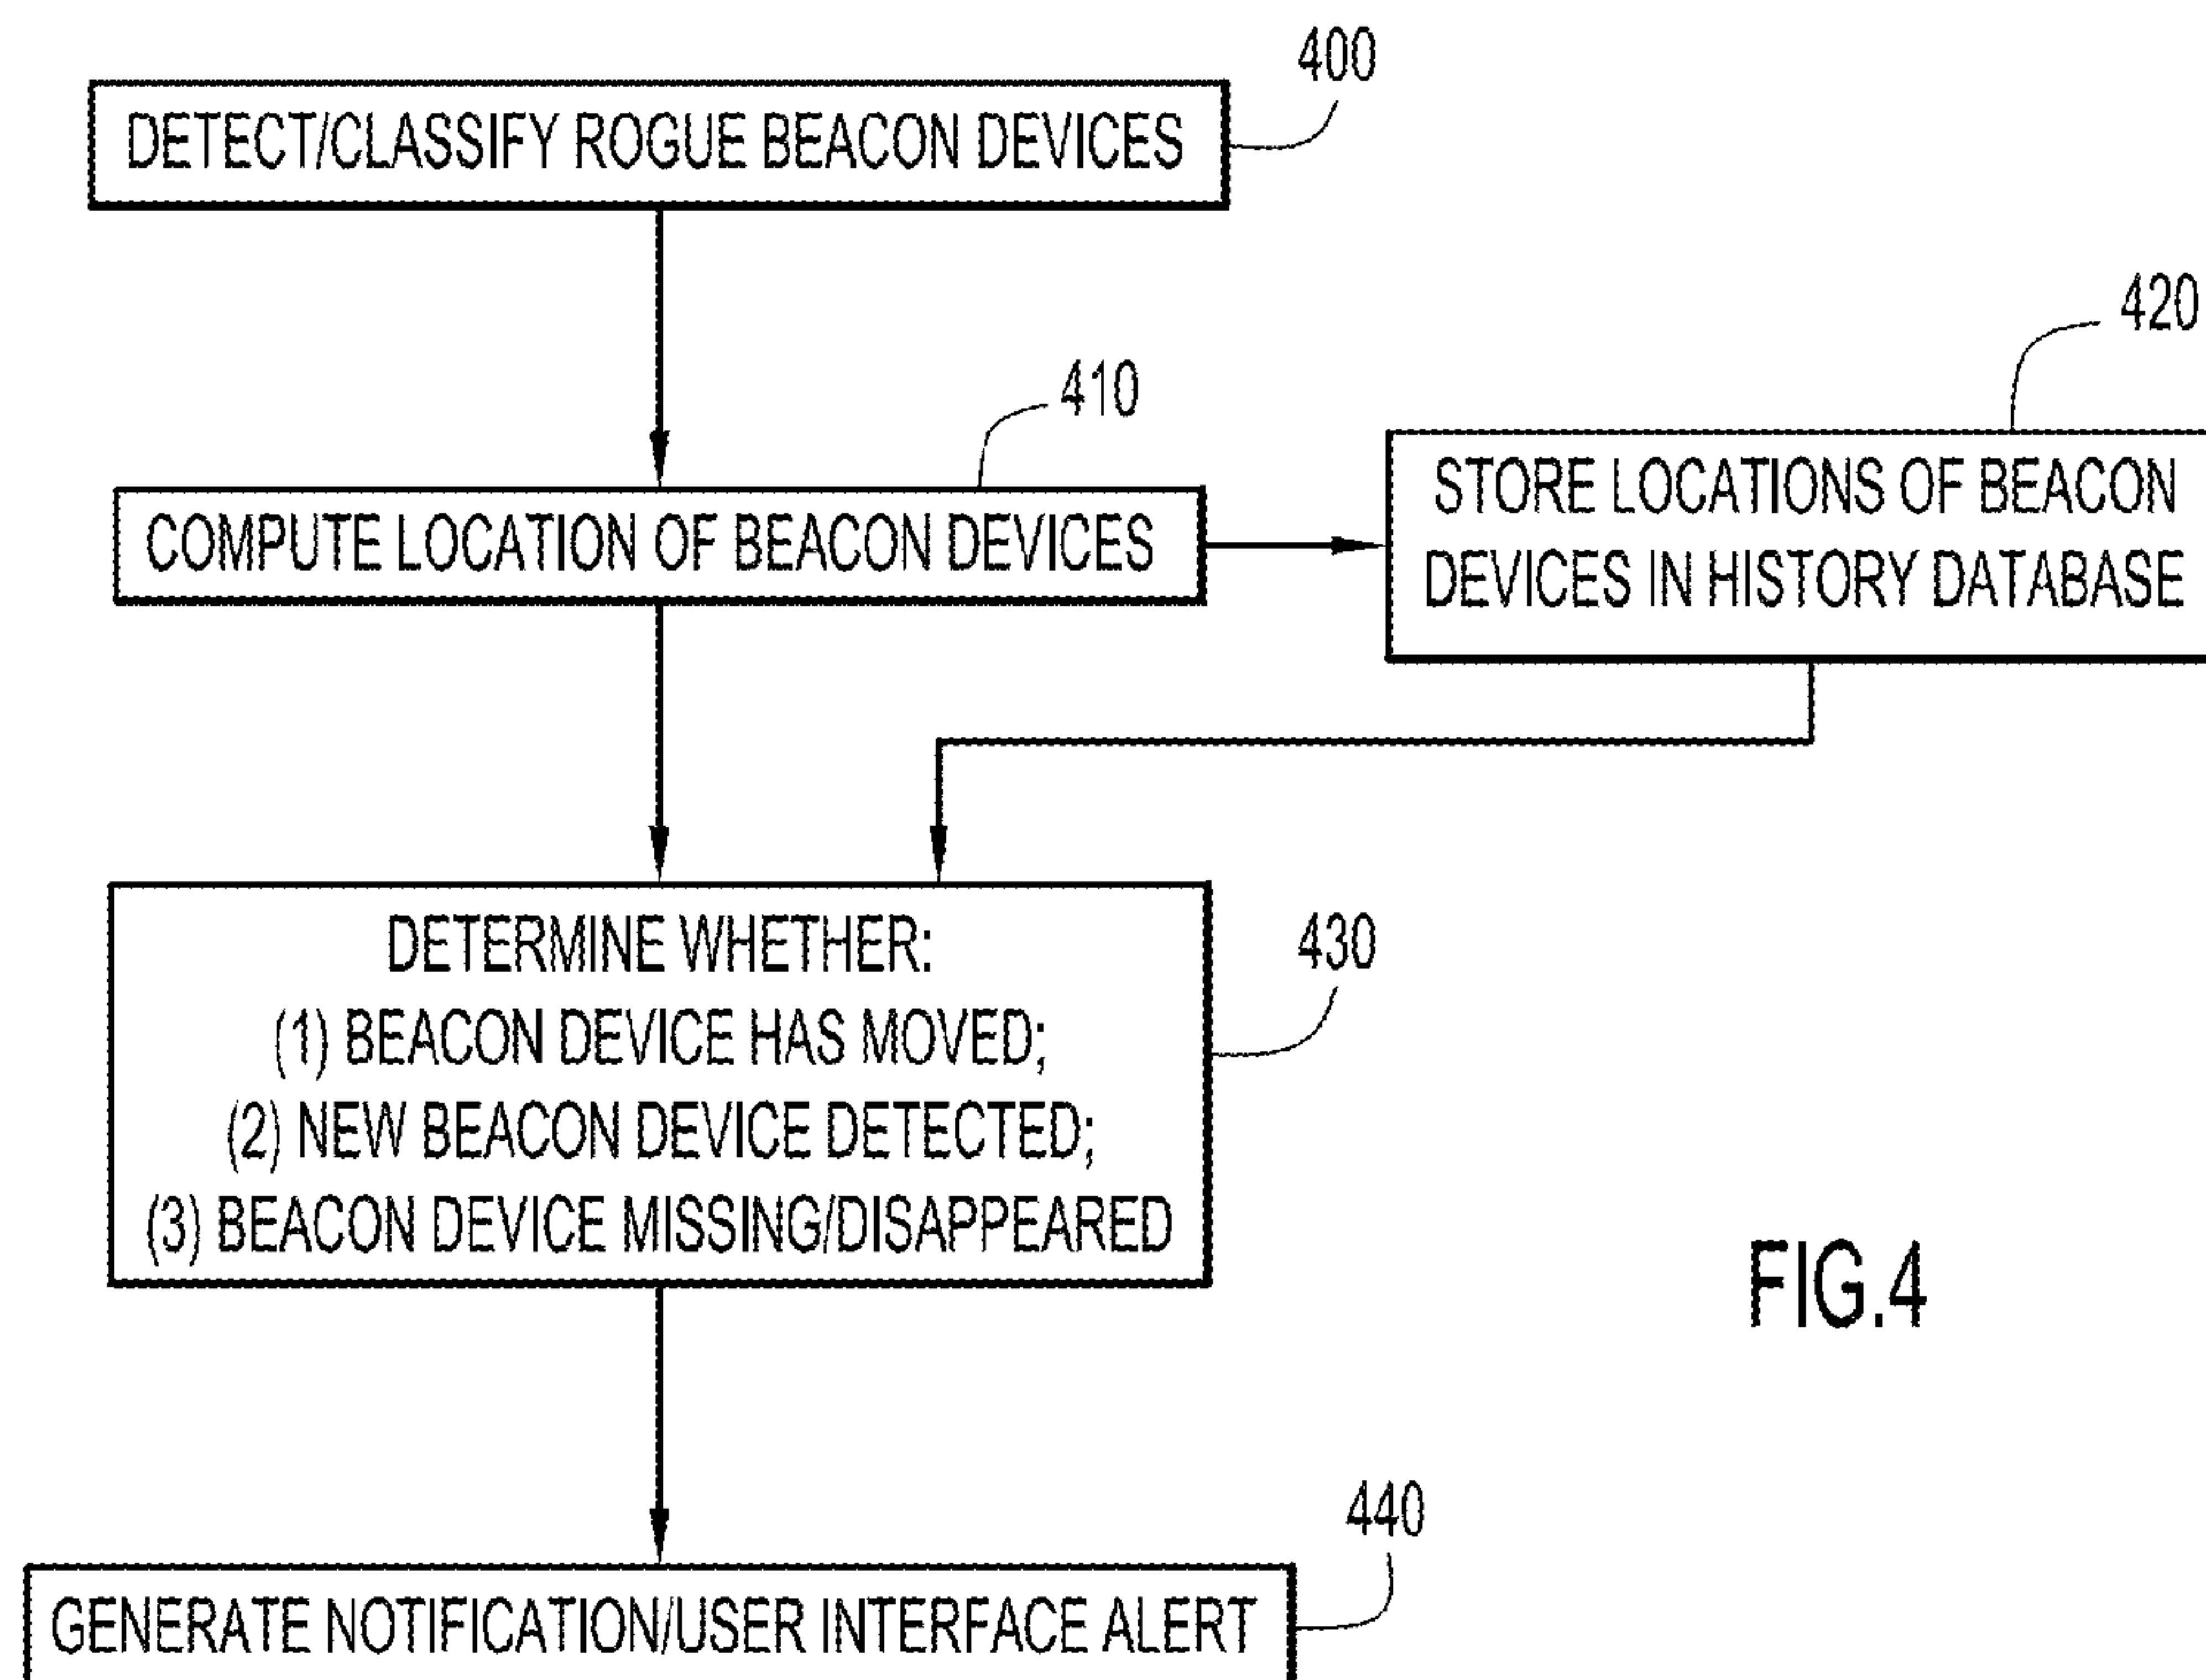 400
DETECT/CLASSIFY ROGUE BEACON DEVICES
420
410
COMPUTE LOCATION OF BEACON DEVICES
STORE LOCATIONS OF BEACON
DEVICES IN HISTORY DATABASE
DETERMINE WHETHER:
(1) BEACON DEVICE HAS MOVED;
(2) NEW BEACON DEVICE DETECTED;
(3) BEACON DEVICE MISSING/DISAPPEARED
430
FIG.4
440
GENERATE NOTIFICATION/USER INTERFACE ALERT